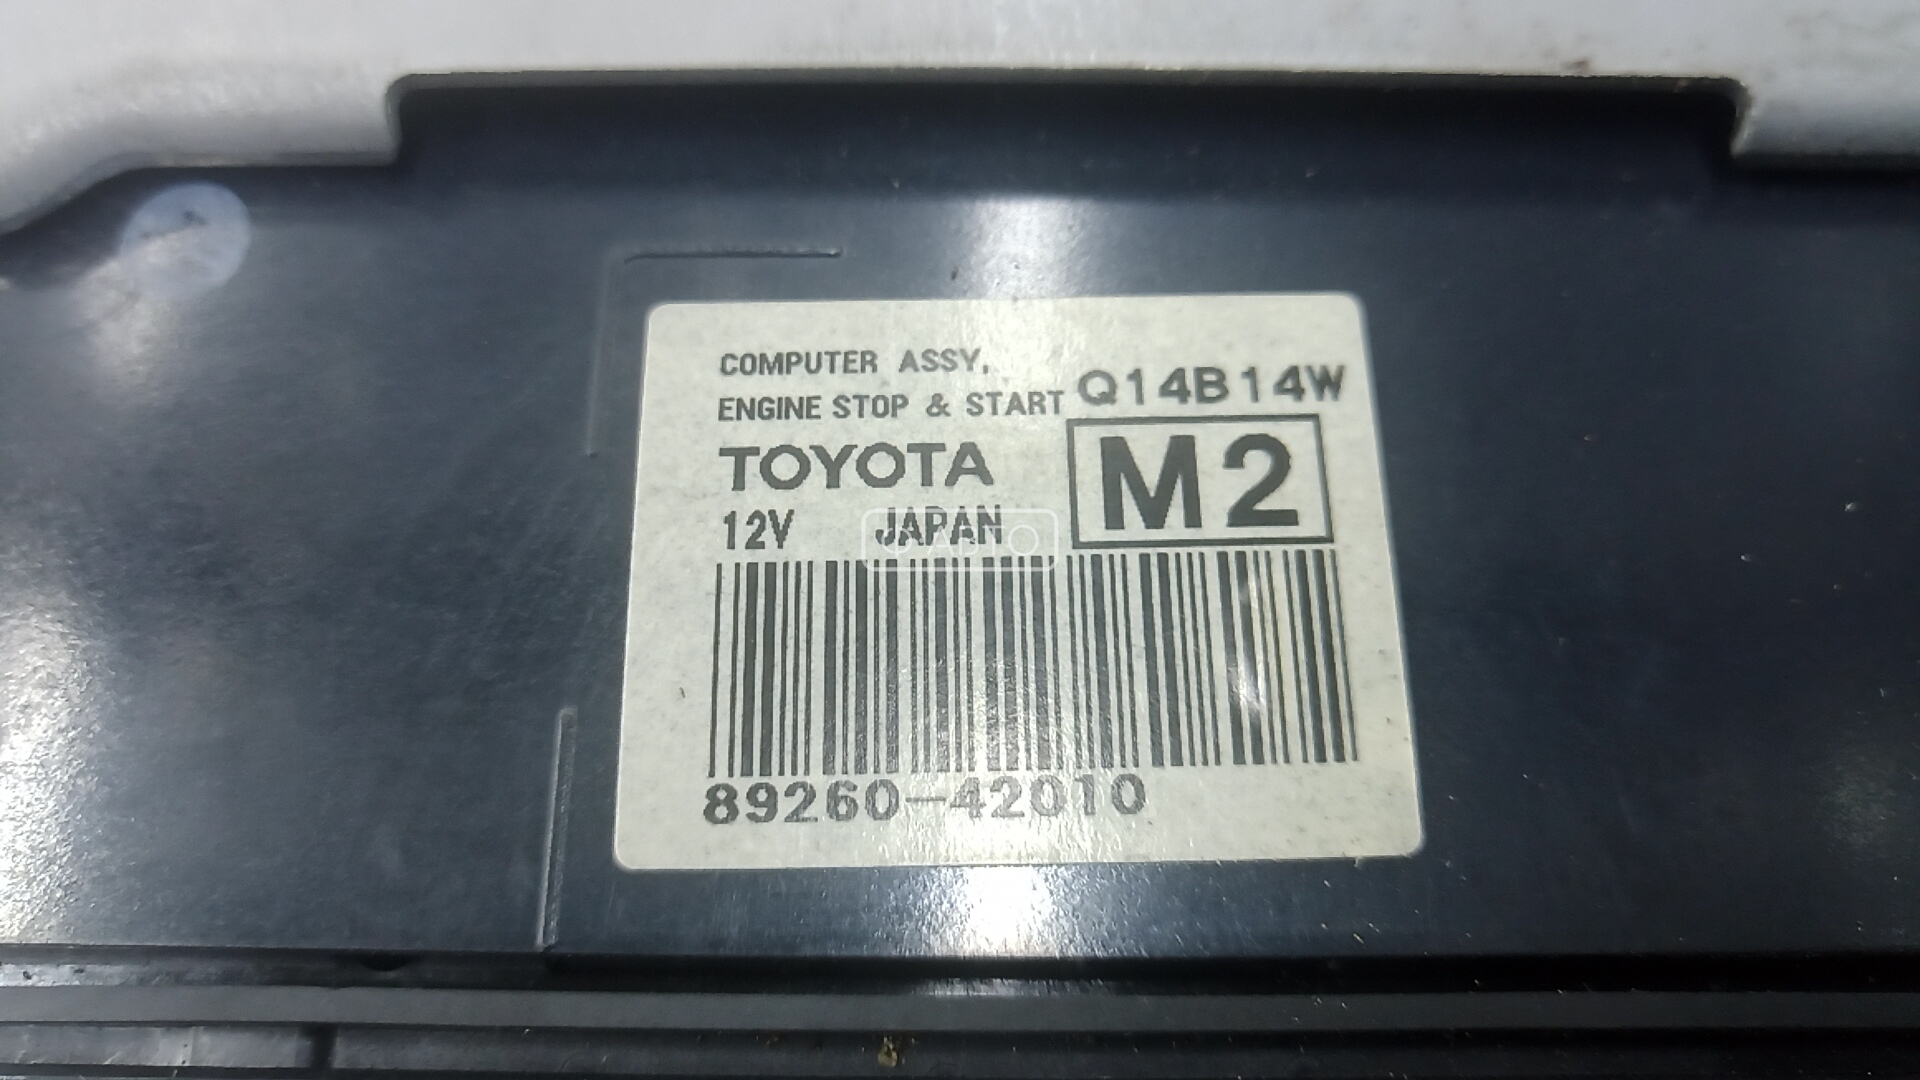 COMPUTER ASSY,
ENGINE STOP & START Q14B14W
TOYOTA M2
12V JAPAN
89260-42010